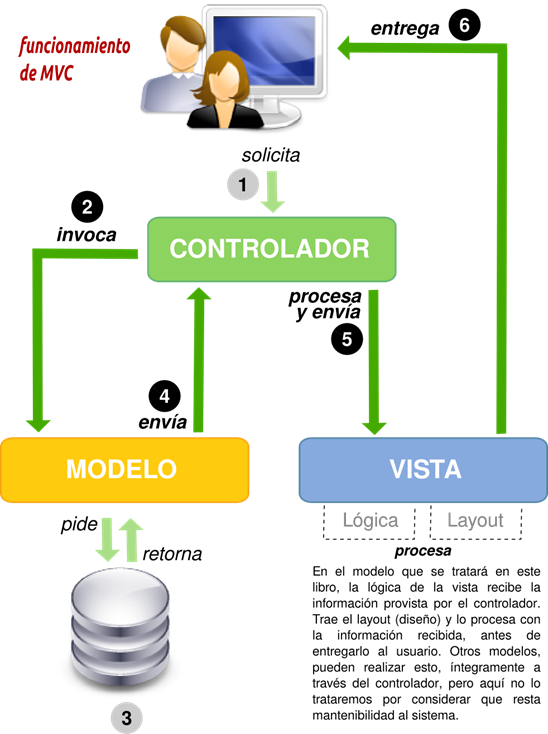 funcionamiento
de MVC
entrega 6
solicita
1
2
invoca
CONTROLADOR
procesa
y envía
5
4
envía
MODELO
VISTA
Lógica
Layout
procesa
pide
retorna
3
En el modelo que se tratará en este
libro, la lógica de la vista recibe la
información provista por el controlador.
Trae el layout (diseño) y lo procesa con
la información recibida, antes de
entregarlo al usuario. Otros modelos,
pueden realizar esto, íntegramente a
través del controlador, pero aquí no lo
trataremos por considerar que resta
mantenibilidad al sistema.